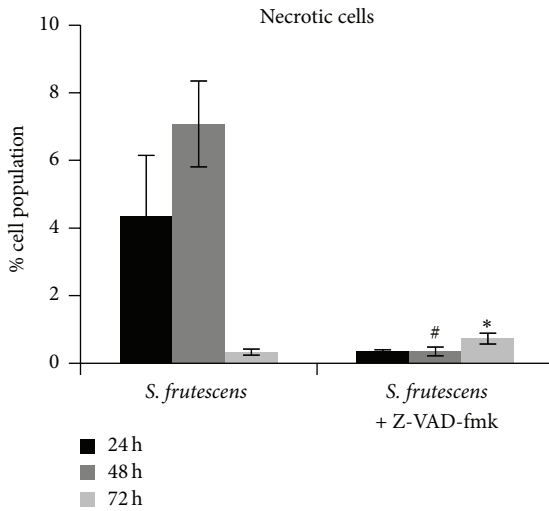 Necrotic cells
10
8
6
4
2
0
% cell population
#
*
S. frutescens
S. frutescens
+ Z-VAD-fmk
24 h
48 h
72 h